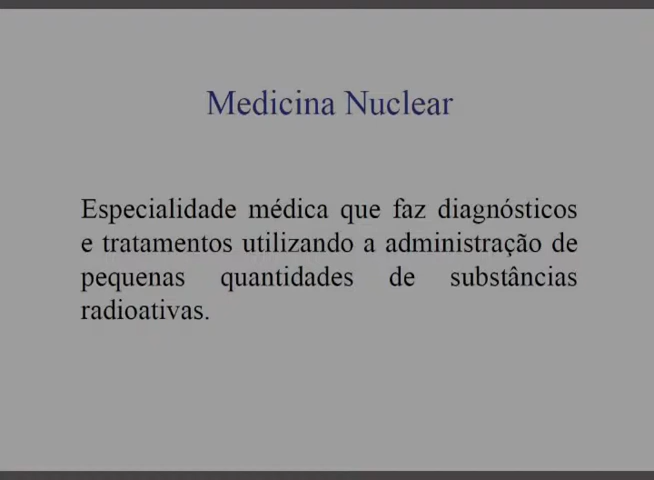 Medicina Nuclear
Especialidade médica que faz diagnósticos
e tratamentos utilizando a administração de
pequenas quantidades de substâncias
radioativas.